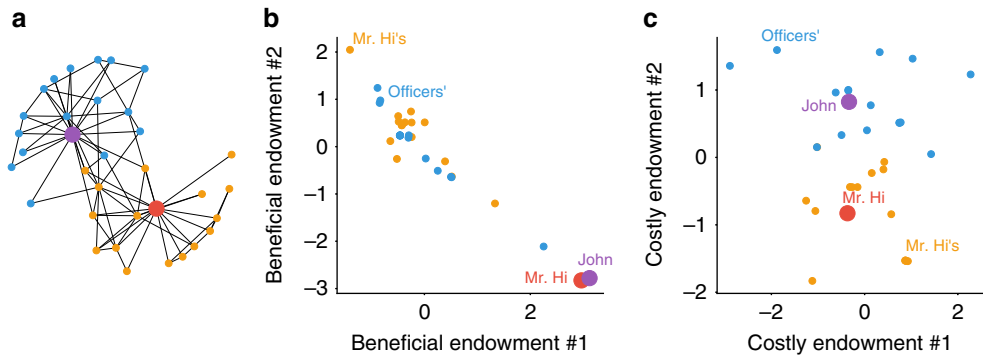 a
b
Mr. Hi's
2
Officers'
1
0
−1
−2
−3
John
Mr. Hi
0
2
Beneficial endowment #2
Beneficial endowment #1
c
Officers'
1
John
0
Mr. Hi
−1
Mr. Hi's
−2
−2
0
2
Costly endowment #2
Costly endowment #1